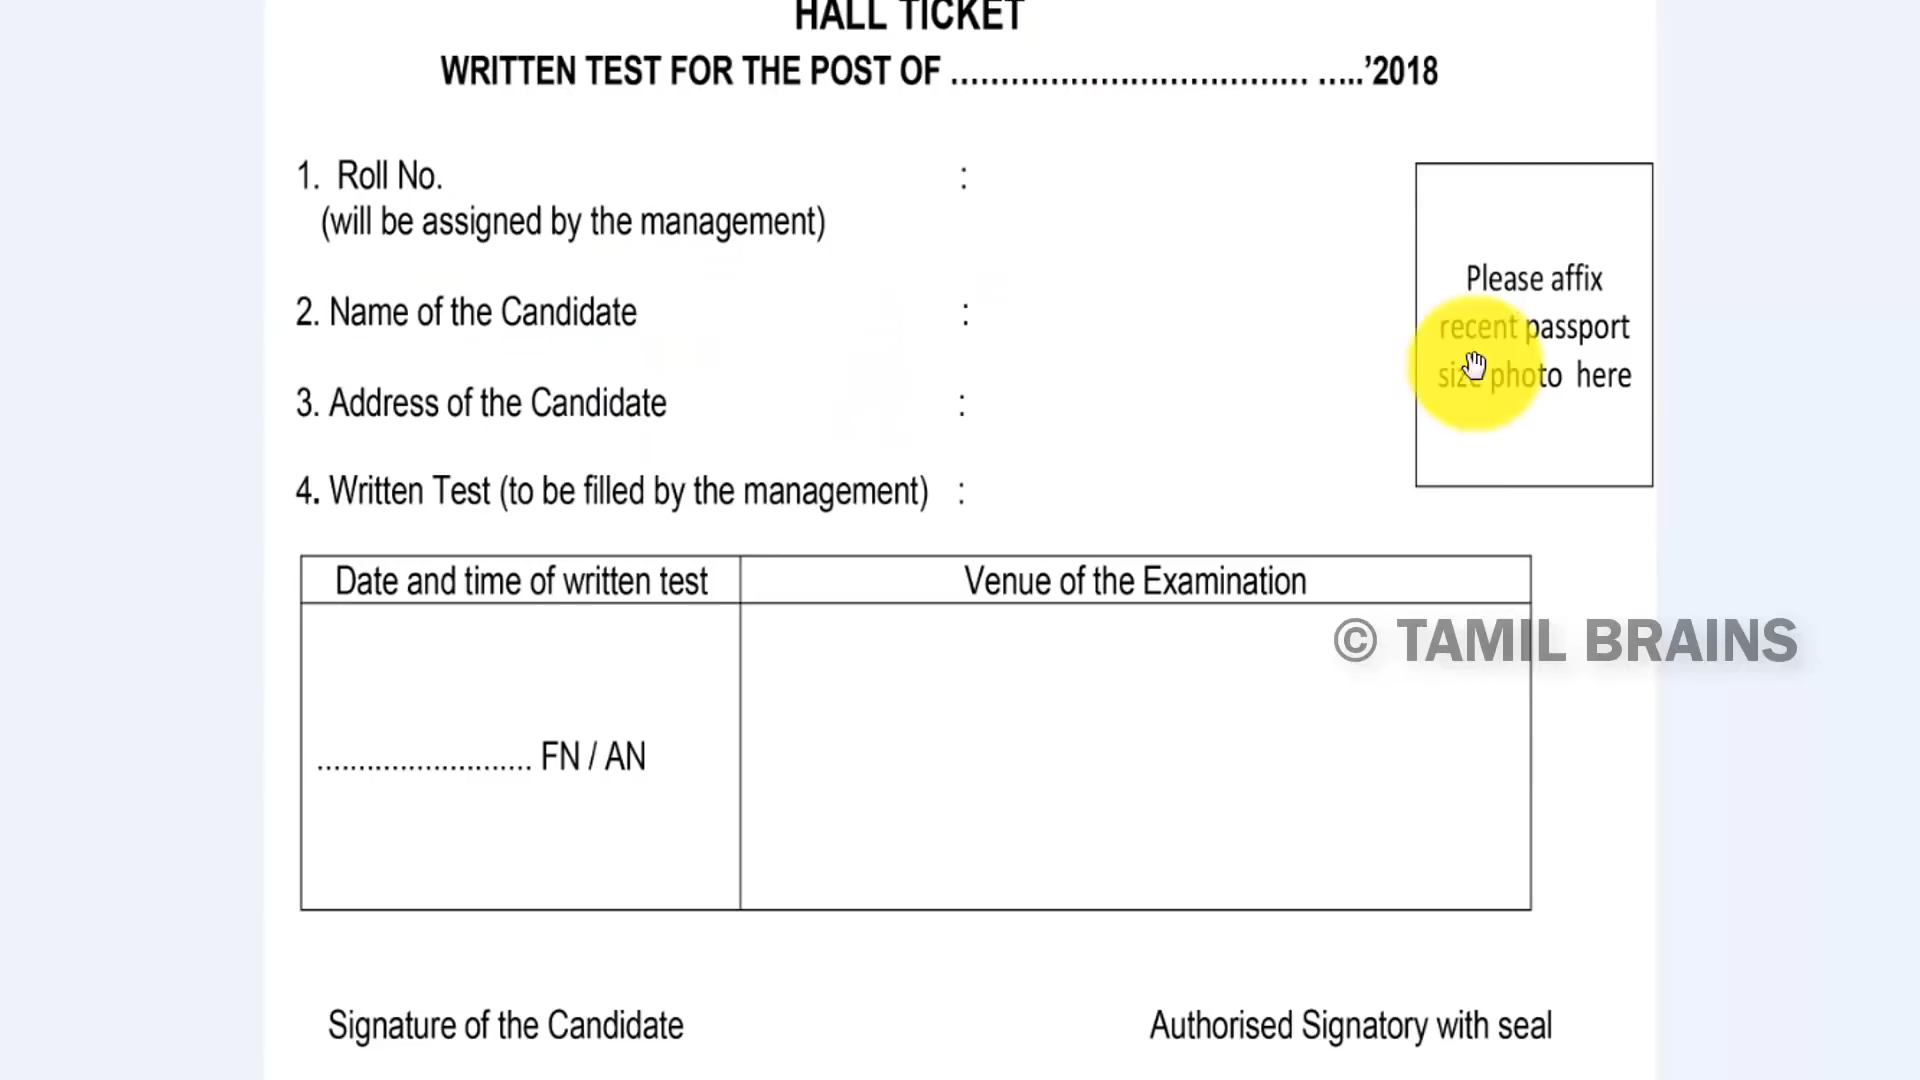 HALL TICKET
WRITTEN TEST FOR THE POST OF .................................... .....'2018
1. Roll No. :
(will be assigned by the management)
2. Name of the Candidate :
3. Address of the Candidate :
4. Written Test (to be filled by the management) :
Please affix
recent passport
size photo here
Date and time of written test
Venue of the Examination
.......................... FN / AN
© TAMIL BRAINS
Signature of the Candidate
Authorised Signatory with seal